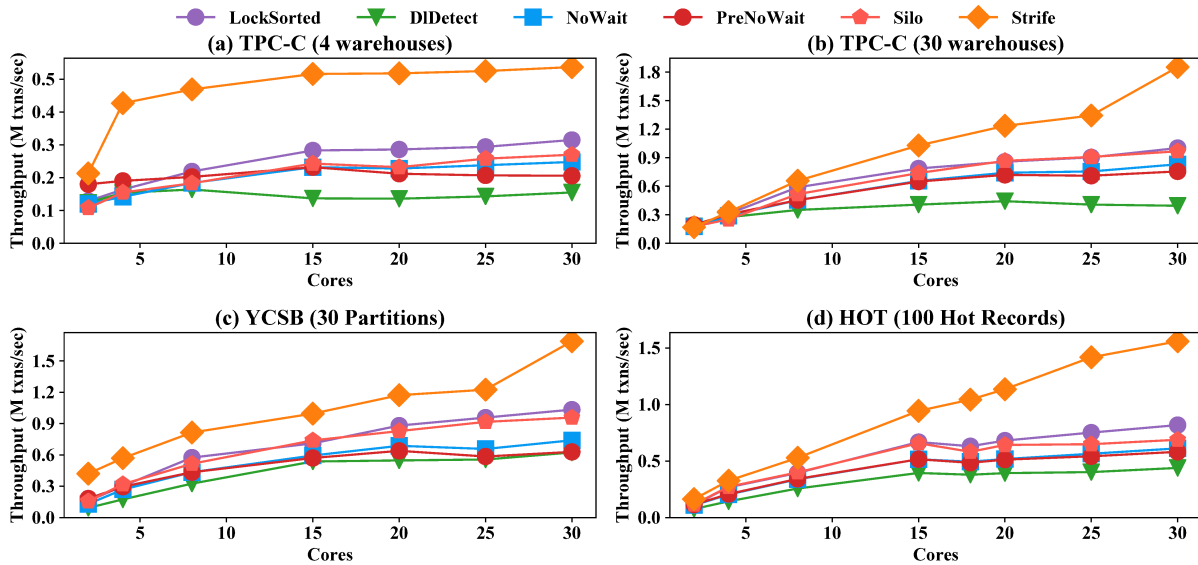 LockSorted DlDetect NoWait PreNoWait Silo Strife
(a) TPC-C (4 warehouses)
Throughput (M txns/sec)
0.5
0.4
0.3
0.2
0.1
0.0
5 10 15 20 25 30
Cores
(b) TPC-C (30 warehouses)
Throughput (M txns/sec)
1.8
1.5
1.2
0.9
0.6
0.3
0.0
5 10 15 20 25 30
Cores
(c) YCSB (30 Partitions)
Throughput (M txns/sec)
1.5
1.2
0.9
0.6
0.3
0.0
5 10 15 20 25 30
Cores
(d) HOT (100 Hot Records)
Throughput (M txns/sec)
1.5
1.0
0.5
0.0
5 10 15 20 25 30
Cores